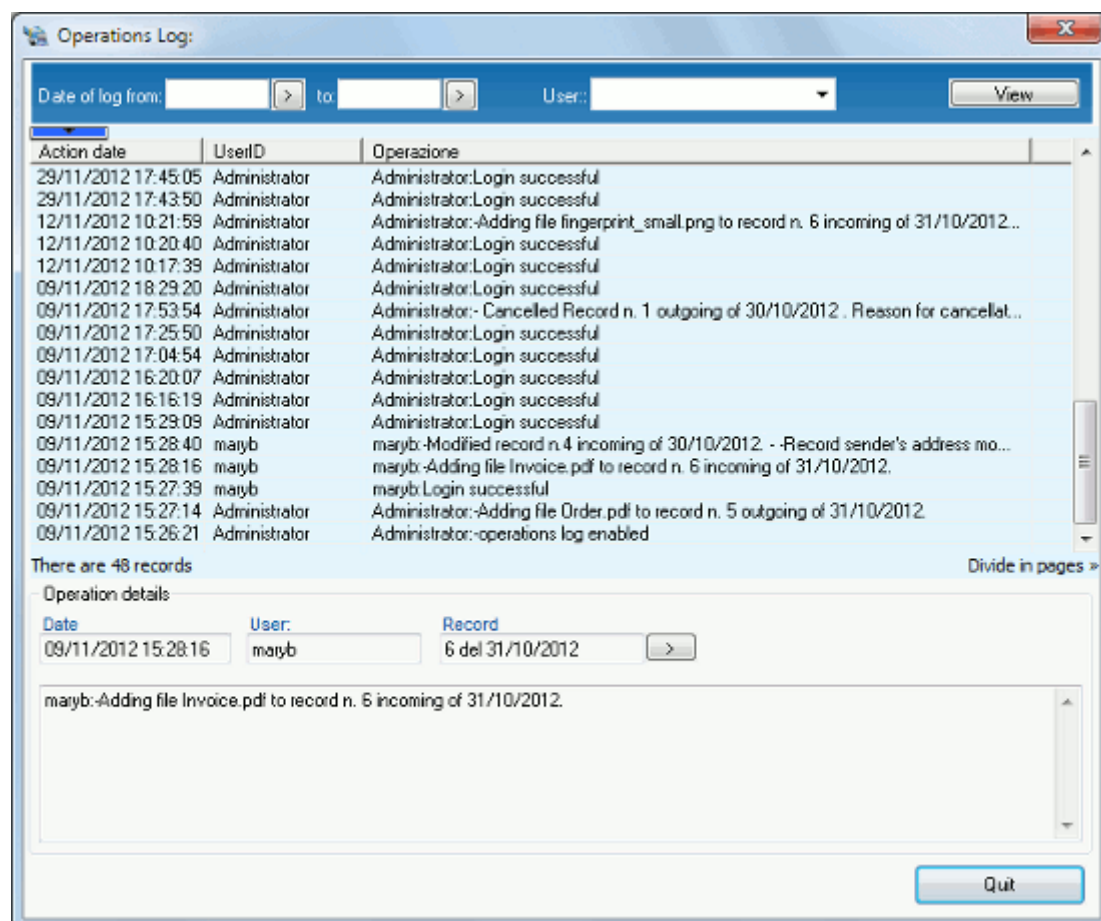 Operations Log:
Date of log from: > to: > User:: View
Action date UserID Operazione
29/11/2012 17:45:05 Administrator Administrator:Login successful
29/11/2012 17:43:50 Administrator Administrator:Login successful
12/11/2012 10:21:59 Administrator Administrator:-Adding file fingerprint_small.png to record n. 6 incoming of 31/10/2012...
12/11/2012 10:20:40 Administrator Administrator:Login successful
12/11/2012 10:17:39 Administrator Administrator:Login successful
09/11/2012 18:29:20 Administrator Administrator:Login successful
09/11/2012 17:53:54 Administrator Administrator:- Cancelled Record n. 1 outgoing of 30/10/2012 . Reason for cancellat...
09/11/2012 17:25:50 Administrator Administrator:Login successful
09/11/2012 17:04:54 Administrator Administrator:Login successful
09/11/2012 16:20:07 Administrator Administrator:Login successful
09/11/2012 16:16:19 Administrator Administrator:Login successful
09/11/2012 15:29:09 Administrator Administrator:Login successful
09/11/2012 15:28:40 maryb maryb:-Modified record n.4 incoming of 30/10/2012. - -Record sender's address mo...
09/11/2012 15:28:16 maryb maryb:-Adding file Invoice.pdf to record n. 6 incoming of 31/10/2012.
09/11/2012 15:27:39 maryb maryb:Login successful
09/11/2012 15:27:14 Administrator Administrator:-Adding file Order.pdf to record n. 5 outgoing of 31/10/2012.
09/11/2012 15:26:21 Administrator Administrator:-operations log enabled
There are 48 records Divide in pages »
Operation details
Date User: Record
09/11/2012 15:28:16 maryb 6 del 31/10/2012 >
maryb:-Adding file Invoice.pdf to record n. 6 incoming of 31/10/2012.
Quit